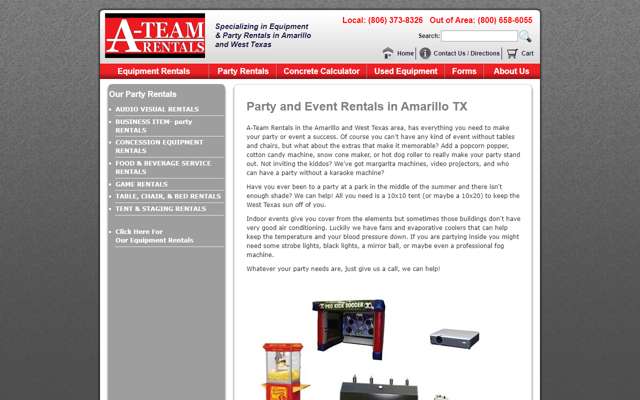 A-TEAM
RENTALS
Specializing in Equipment
& Party Rentals in Amarillo
and West Texas
Local: (806) 373-8326 Out of Area: (800) 658-6055
Search:
Home Contact Us / Directions Cart
Equipment Rentals Party Rentals Concrete Calculator Used Equipment Forms About Us
Our Party Rentals
AUDIO VISUAL RENTALS
BUSINESS ITEM- party
RENTALS
CONCESSION EQUIPMENT
RENTALS
FOOD & BEVERAGE SERVICE
RENTALS
GAME RENTALS
TABLE, CHAIR, & BED RENTALS
TENT & STAGING RENTALS
Click Here For
Our Equipment Rentals
Party and Event Rentals in Amarillo TX
A-Team Rentals in the Amarillo and West Texas area, has everything you need to make
your party or event a success. Of course you can't have any kind of event without tables
and chairs, but what about the extras that make it memorable? Add a popcorn popper,
cotton candy machine, snow cone maker, or hot dog roller to really make your party stand
out. Not inviting the kiddos? We've got margarita machines, video projectors, and who
can have a party without a karaoke machine?
Have you ever been to a party at a park in the middle of the summer and there isn't
enough shade? We can help! All you need is a 10x10 tent (or maybe a 10x20) to keep the
West Texas sun off of you.
Indoor events give you cover from the elements but sometimes those buildings don't have
very good air conditioning. Luckily we have fans and evaporative coolers that can help
keep the temperature and your blood pressure down. If you are partying inside you might
need some strobe lights, black lights, a mirror ball, or maybe even a professional fog
machine.
Whatever your party needs are, just give us a call, we can help!
PRO KICK SOCCER